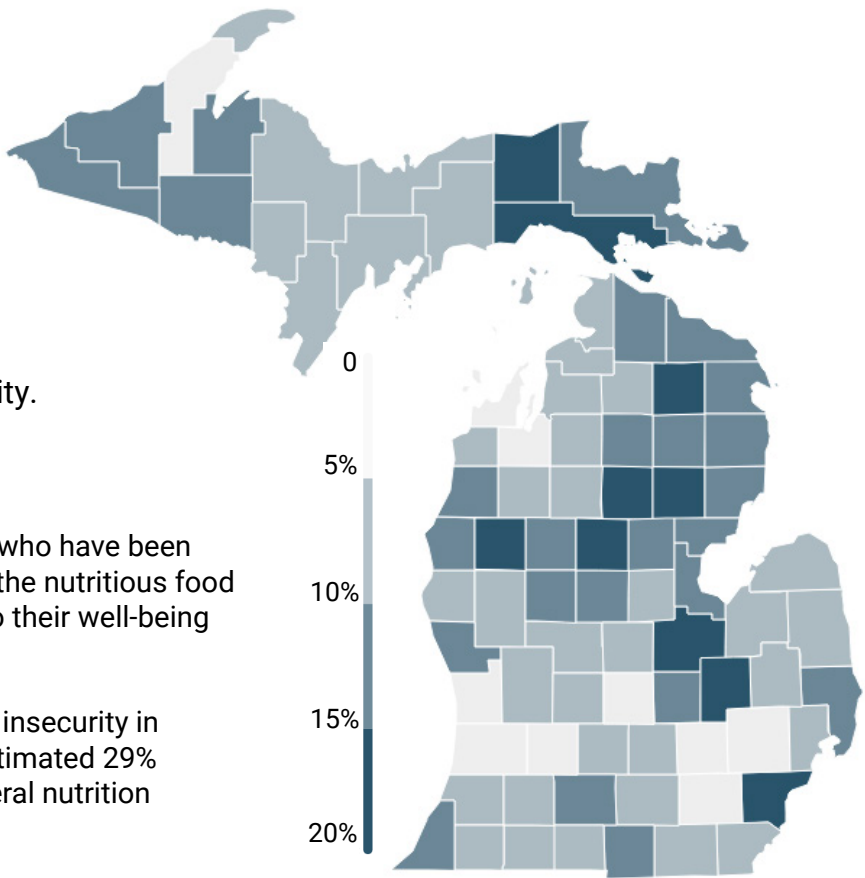 ity.
who have been
the nutritious food
o their well-being
insecurity in
timated 29%
eral nutrition
0
5%
10%
15%
20%